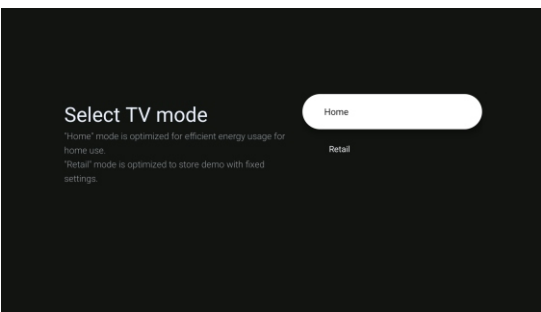 Select TV mode
"Home" mode is optimized for efficient energy usage for
home use.
"Retail" mode is optimized to store demo with fixed
settings.
Home
Retail